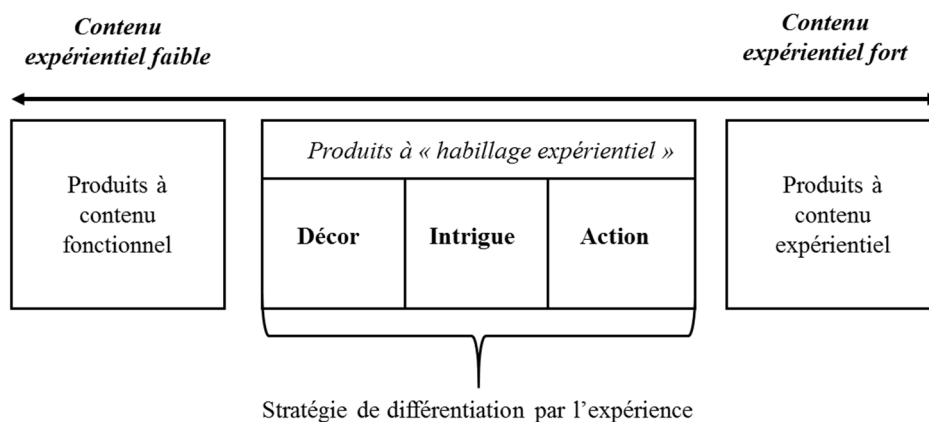 Contenu
expérientiel faible
Contenu
expérientiel fort
Produits à
contenu
fonctionnel
Produits à « habillage expérientiel »
Décor
Intrigue
Action
Produits à
contenu
expérientiel
Stratégie de différentiation par l’expérience